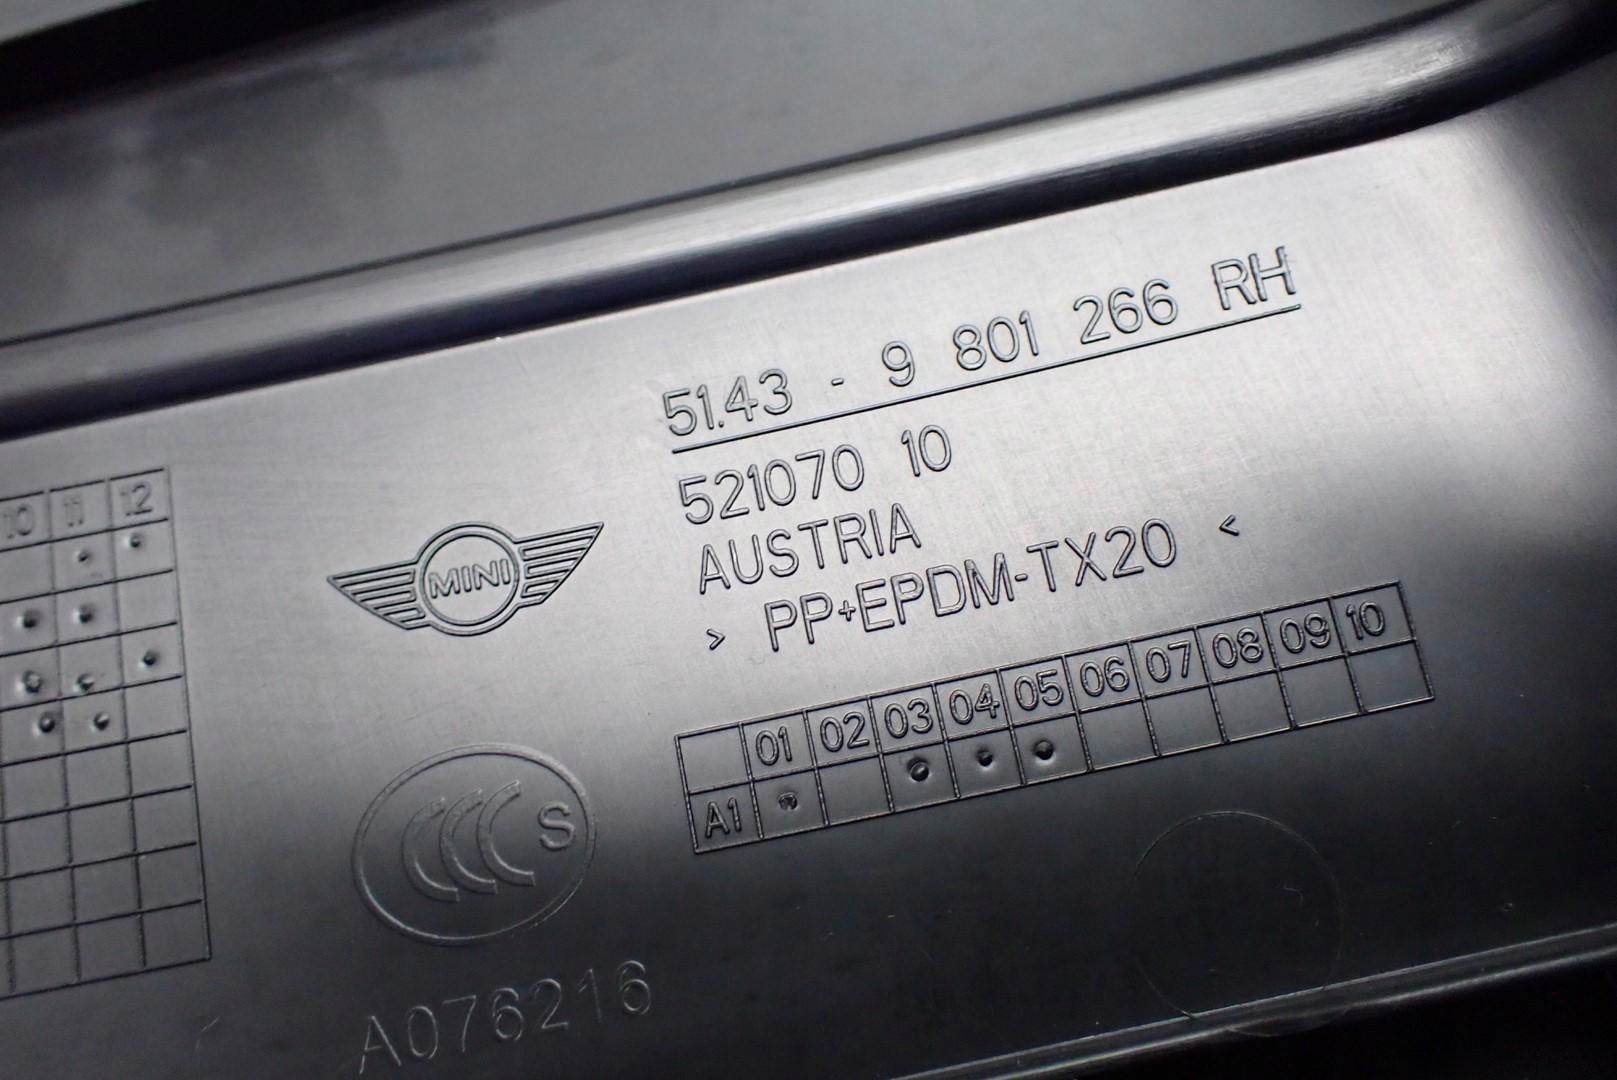 51.43 - 9 801 266 RH
521070 10
AUSTRIA
> PP+EPDM-TX20 <
MINI
10 11 12
01 02 03 04 05 06 07 08 09 10
A1
CCC S
A076216